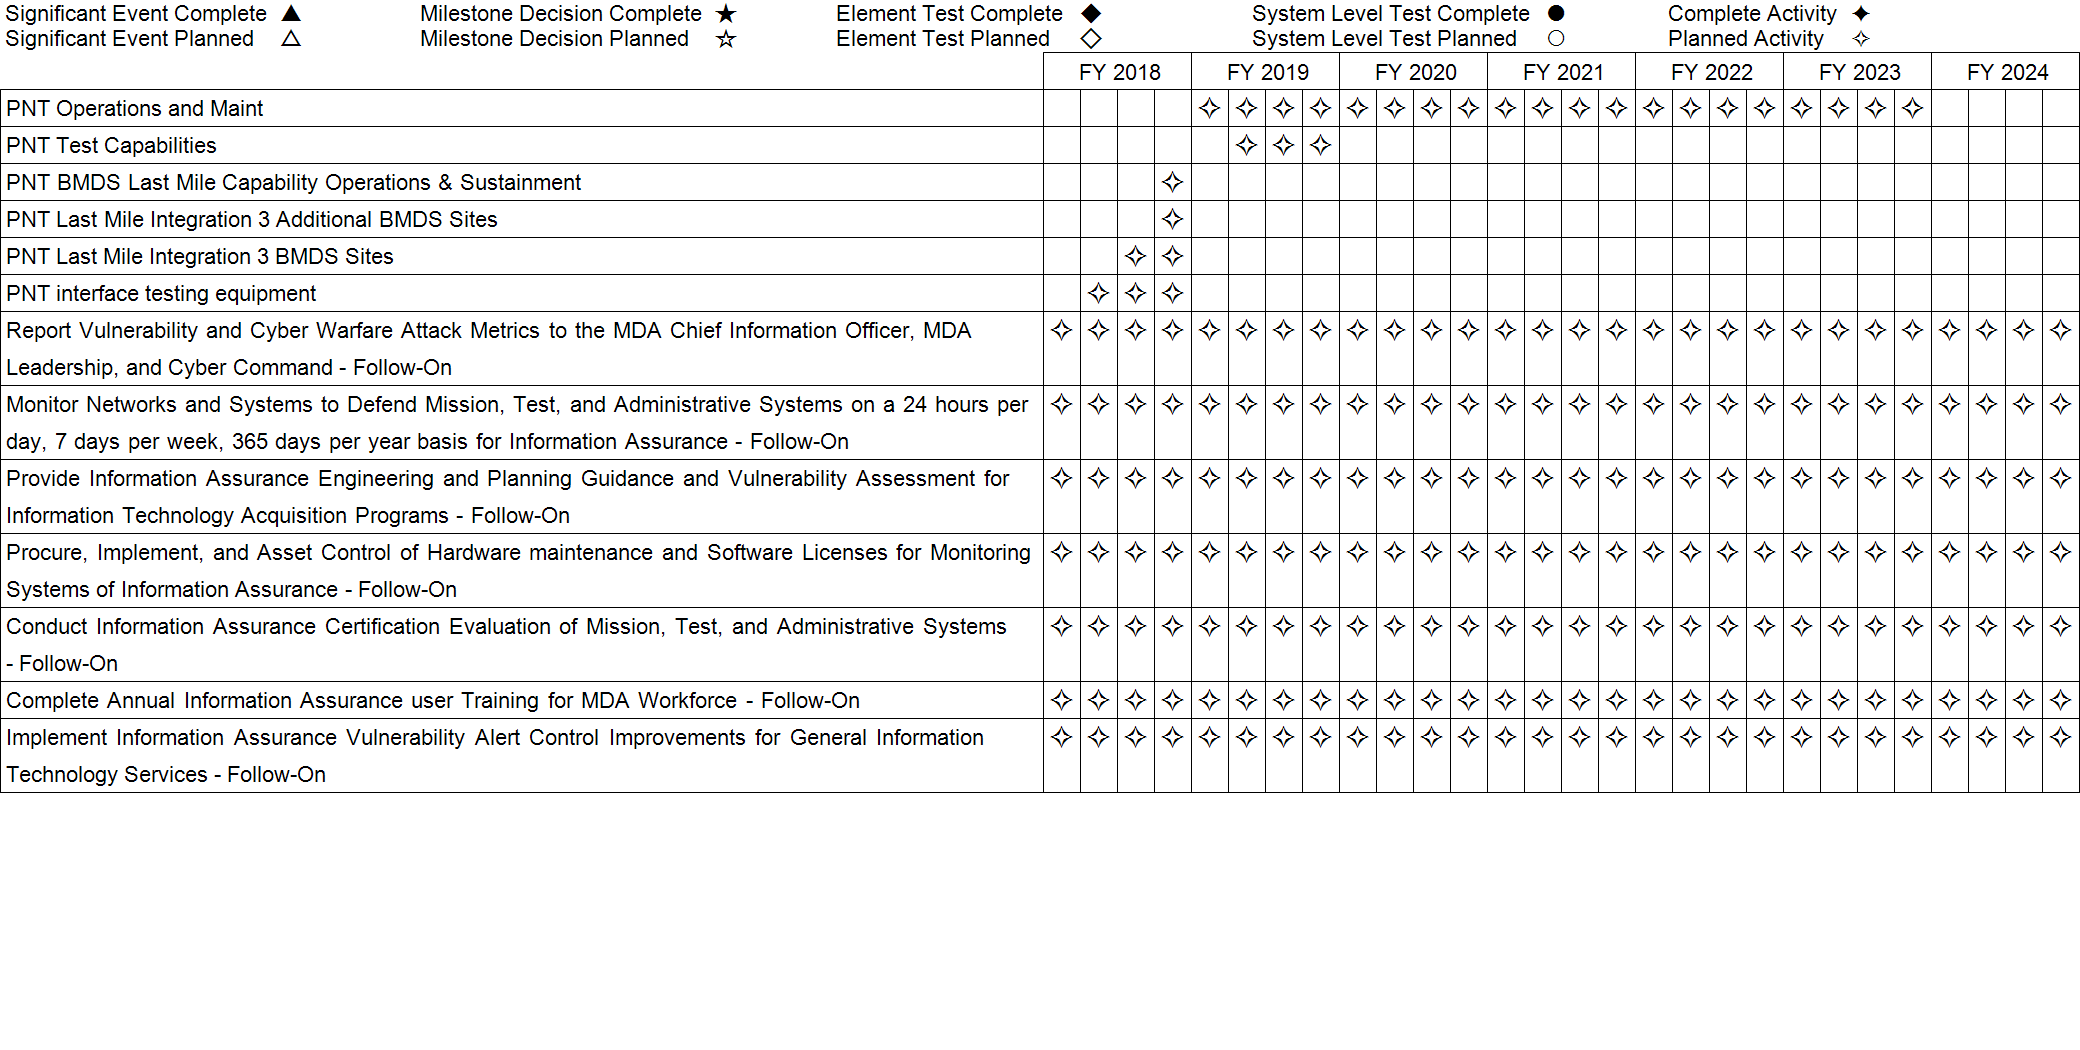 Significant Event Complete ▲ Milestone Decision Complete ★ Element Test Complete ◆ System Level Test Complete ● Complete Activity ✦
Significant Event Planned △ Milestone Decision Planned ☆ Element Test Planned ◇ System Level Test Planned ○ Planned Activity ✧
FY 2018 FY 2019 FY 2020 FY 2021 FY 2022 FY 2023 FY 2024
PNT Operations and Maint ✧ ✧ ✧ ✧ ✧ ✧ ✧ ✧ ✧ ✧ ✧ ✧ ✧ ✧ ✧ ✧ ✧ ✧ ✧ ✧
PNT Test Capabilities ✧ ✧ ✧
PNT BMDS Last Mile Capability Operations & Sustainment ✧
PNT Last Mile Integration 3 Additional BMDS Sites ✧
PNT Last Mile Integration 3 BMDS Sites ✧ ✧
PNT interface testing equipment ✧ ✧ ✧
Report Vulnerability and Cyber Warfare Attack Metrics to the MDA Chief Information Officer, MDA ✧ ✧ ✧ ✧ ✧ ✧ ✧ ✧ ✧ ✧ ✧ ✧ ✧ ✧ ✧ ✧ ✧ ✧ ✧ ✧ ✧ ✧ ✧ ✧ ✧ ✧ ✧ ✧
Leadership, and Cyber Command - Follow-On
Monitor Networks and Systems to Defend Mission, Test, and Administrative Systems on a 24 hours per ✧ ✧ ✧ ✧ ✧ ✧ ✧ ✧ ✧ ✧ ✧ ✧ ✧ ✧ ✧ ✧ ✧ ✧ ✧ ✧ ✧ ✧ ✧ ✧ ✧ ✧ ✧ ✧
day, 7 days per week, 365 days per year basis for Information Assurance - Follow-On
Provide Information Assurance Engineering and Planning Guidance and Vulnerability Assessment for ✧ ✧ ✧ ✧ ✧ ✧ ✧ ✧ ✧ ✧ ✧ ✧ ✧ ✧ ✧ ✧ ✧ ✧ ✧ ✧ ✧ ✧ ✧ ✧ ✧ ✧ ✧ ✧
Information Technology Acquisition Programs - Follow-On
Procure, Implement, and Asset Control of Hardware maintenance and Software Licenses for Monitoring ✧ ✧ ✧ ✧ ✧ ✧ ✧ ✧ ✧ ✧ ✧ ✧ ✧ ✧ ✧ ✧ ✧ ✧ ✧ ✧ ✧ ✧ ✧ ✧ ✧ ✧ ✧ ✧
Systems of Information Assurance - Follow-On
Conduct Information Assurance Certification Evaluation of Mission, Test, and Administrative Systems ✧ ✧ ✧ ✧ ✧ ✧ ✧ ✧ ✧ ✧ ✧ ✧ ✧ ✧ ✧ ✧ ✧ ✧ ✧ ✧ ✧ ✧ ✧ ✧ ✧ ✧ ✧ ✧
- Follow-On
Complete Annual Information Assurance user Training for MDA Workforce - Follow-On ✧ ✧ ✧ ✧ ✧ ✧ ✧ ✧ ✧ ✧ ✧ ✧ ✧ ✧ ✧ ✧ ✧ ✧ ✧ ✧ ✧ ✧ ✧ ✧ ✧ ✧ ✧ ✧
Implement Information Assurance Vulnerability Alert Control Improvements for General Information ✧ ✧ ✧ ✧ ✧ ✧ ✧ ✧ ✧ ✧ ✧ ✧ ✧ ✧ ✧ ✧ ✧ ✧ ✧ ✧ ✧ ✧ ✧ ✧ ✧ ✧ ✧ ✧
Technology Services - Follow-On